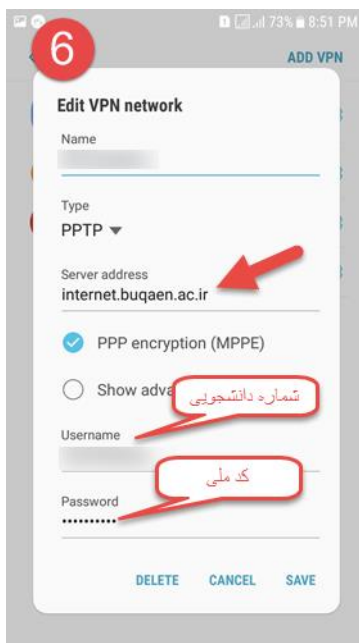 73% 8:51 PM
6
ADD VPN
Edit VPN network
Name
Type
PPTP
Server address
internet.buqaen.ac.ir
PPP encryption (MPPE)
Show adva
شماره دانشجویی
Username
کد ملی
Password
••••••••••
DELETE CANCEL SAVE